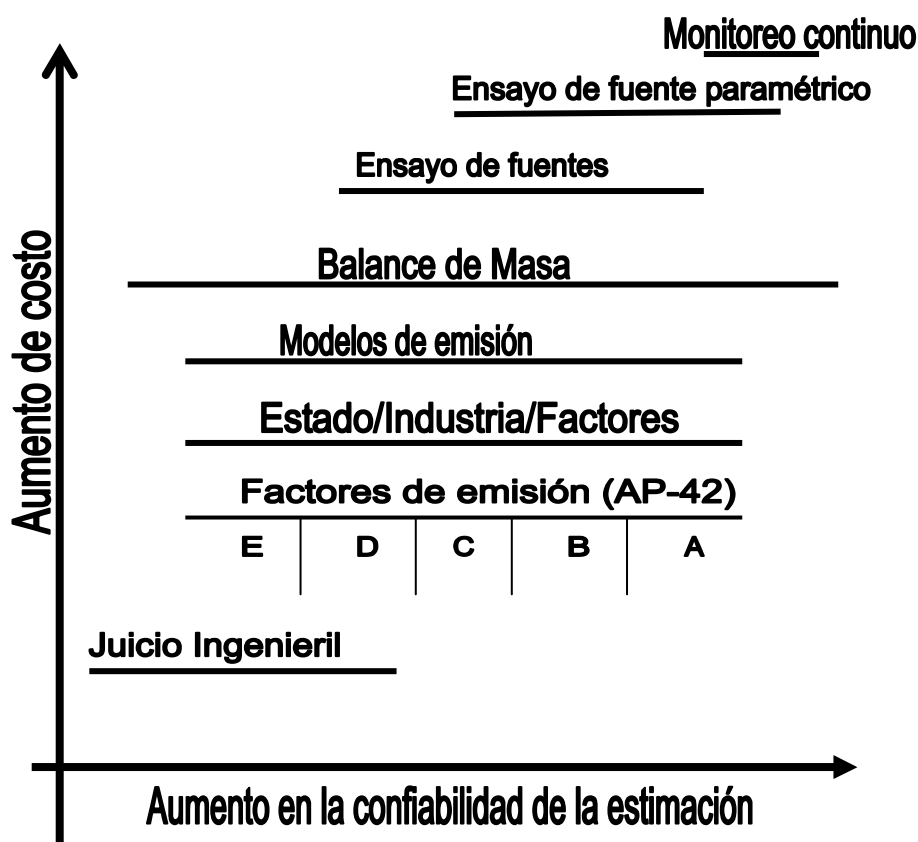 Monitoreo continuo
Ensayo de fuente paramétrico
Ensayo de fuentes
Balance de Masa
Modelos de emisión
Estado/Industria/Factores
Factores de emisión (AP-42)
E D C B A
Juicio Ingenieril
Aumento de costo
Aumento en la confiabilidad de la estimación